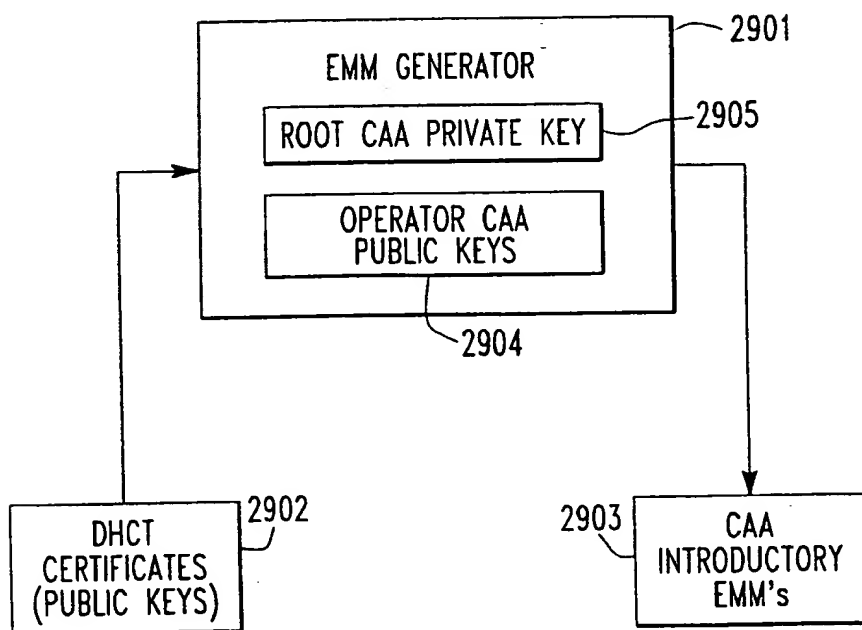 2901
EMM GENERATOR
ROOT CAA PRIVATE KEY
2905
OPERATOR CAA
PUBLIC KEYS
2904
DHCT
CERTIFICATES
(PUBLIC KEYS)
2902
2903
CAA
INTRODUCTORY
EMM's